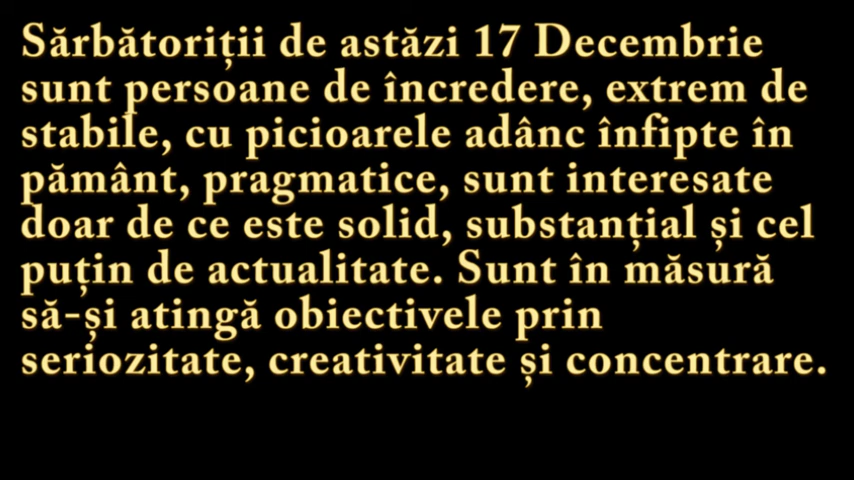 Sărbătoriții de astăzi 17 Decembrie
sunt persoane de încredere, extrem de
stabile, cu picioarele adânc înfipte în
pământ, pragmatice, sunt interesate
doar de ce este solid, substanțial și cel
puțin de actualitate. Sunt în măsură
să-și atingă obiectivele prin
seriozitate, creativitate și concentrare.